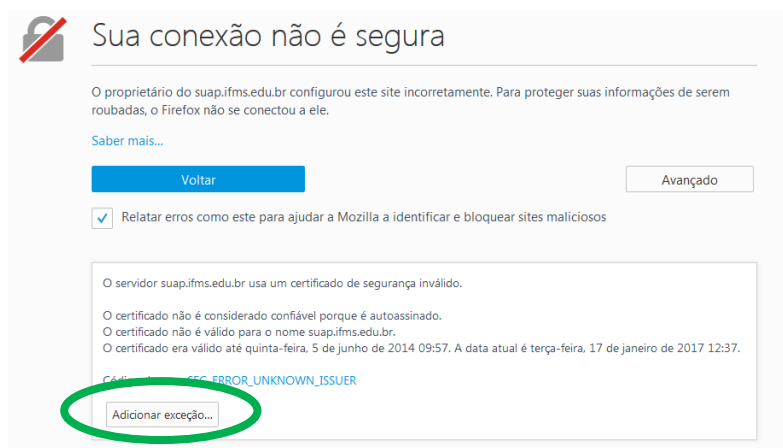 Sua conexão não é segura
O proprietário do suap.ifms.edu.br configurou este site incorretamente. Para proteger suas informações de serem
roubadas, o Firefox não se conectou a ele.
Saber mais...
Voltar
Avançado
Relatar erros como este para ajudar a Mozilla a identificar e bloquear sites maliciosos
O servidor suap.ifms.edu.br usa um certificado de segurança inválido.
O certificado não é considerado confiável porque é autoassinado.
O certificado não é válido para o nome suap.ifms.edu.br.
O certificado era válido até quinta-feira, 5 de junho de 2014 09:57. A data atual é terça-feira, 17 de janeiro de 2017 12:37.
SEC_ERROR_UNKNOWN_ISSUER
Adicionar exceção...